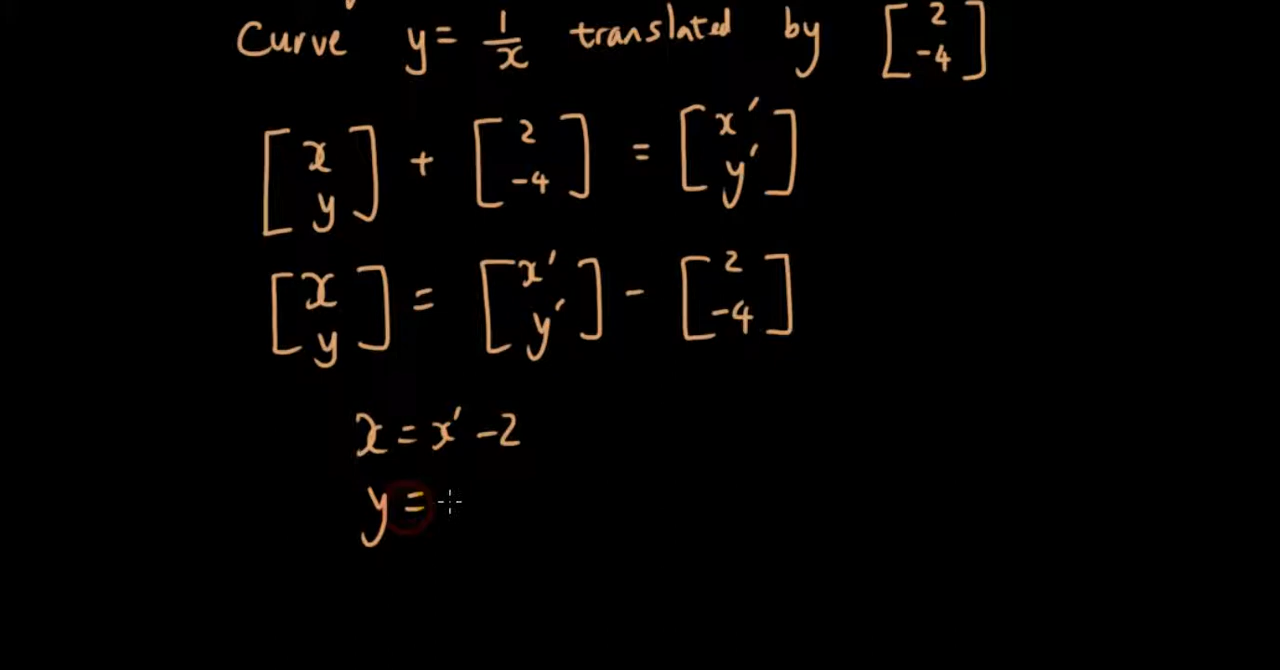 Curve y = 1/x translated by [2 -4]
[x y] + [2 -4] = [x' y']
[x y] = [x' y'] - [2 -4]
x = x' - 2
y =